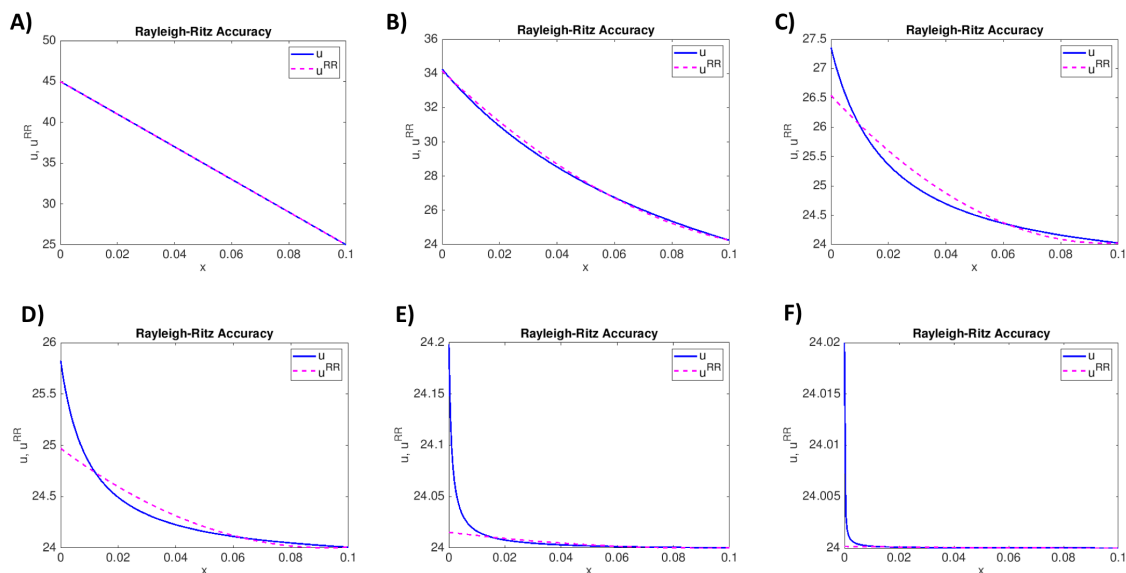 A)
Rayleigh-Ritz Accuracy
50
45
40
35
30
25
u, u^RR
u
u^RR
0 0.02 0.04 0.06 0.08 0.1
x
B)
Rayleigh-Ritz Accuracy
36
34
32
30
28
26
24
u, u^RR
u
u^RR
0 0.02 0.04 0.06 0.08 0.1
x
C)
Rayleigh-Ritz Accuracy
27.5
27
26.5
26
25.5
25
24.5
24
u, u^RR
u
u^RR
0 0.02 0.04 0.06 0.08 0.1
x
D)
Rayleigh-Ritz Accuracy
26
25.5
25
24.5
24
u, u^RR
u
u^RR
0 0.02 0.04 0.06 0.08 0.1
x
E)
Rayleigh-Ritz Accuracy
24.2
24.15
24.1
24.05
24
u, u^RR
u
u^RR
0 0.02 0.04 0.06 0.08 0.1
x
F)
Rayleigh-Ritz Accuracy
24.02
24.015
24.01
24.005
24
u, u^RR
u
u^RR
0 0.02 0.04 0.06 0.08 0.1
x